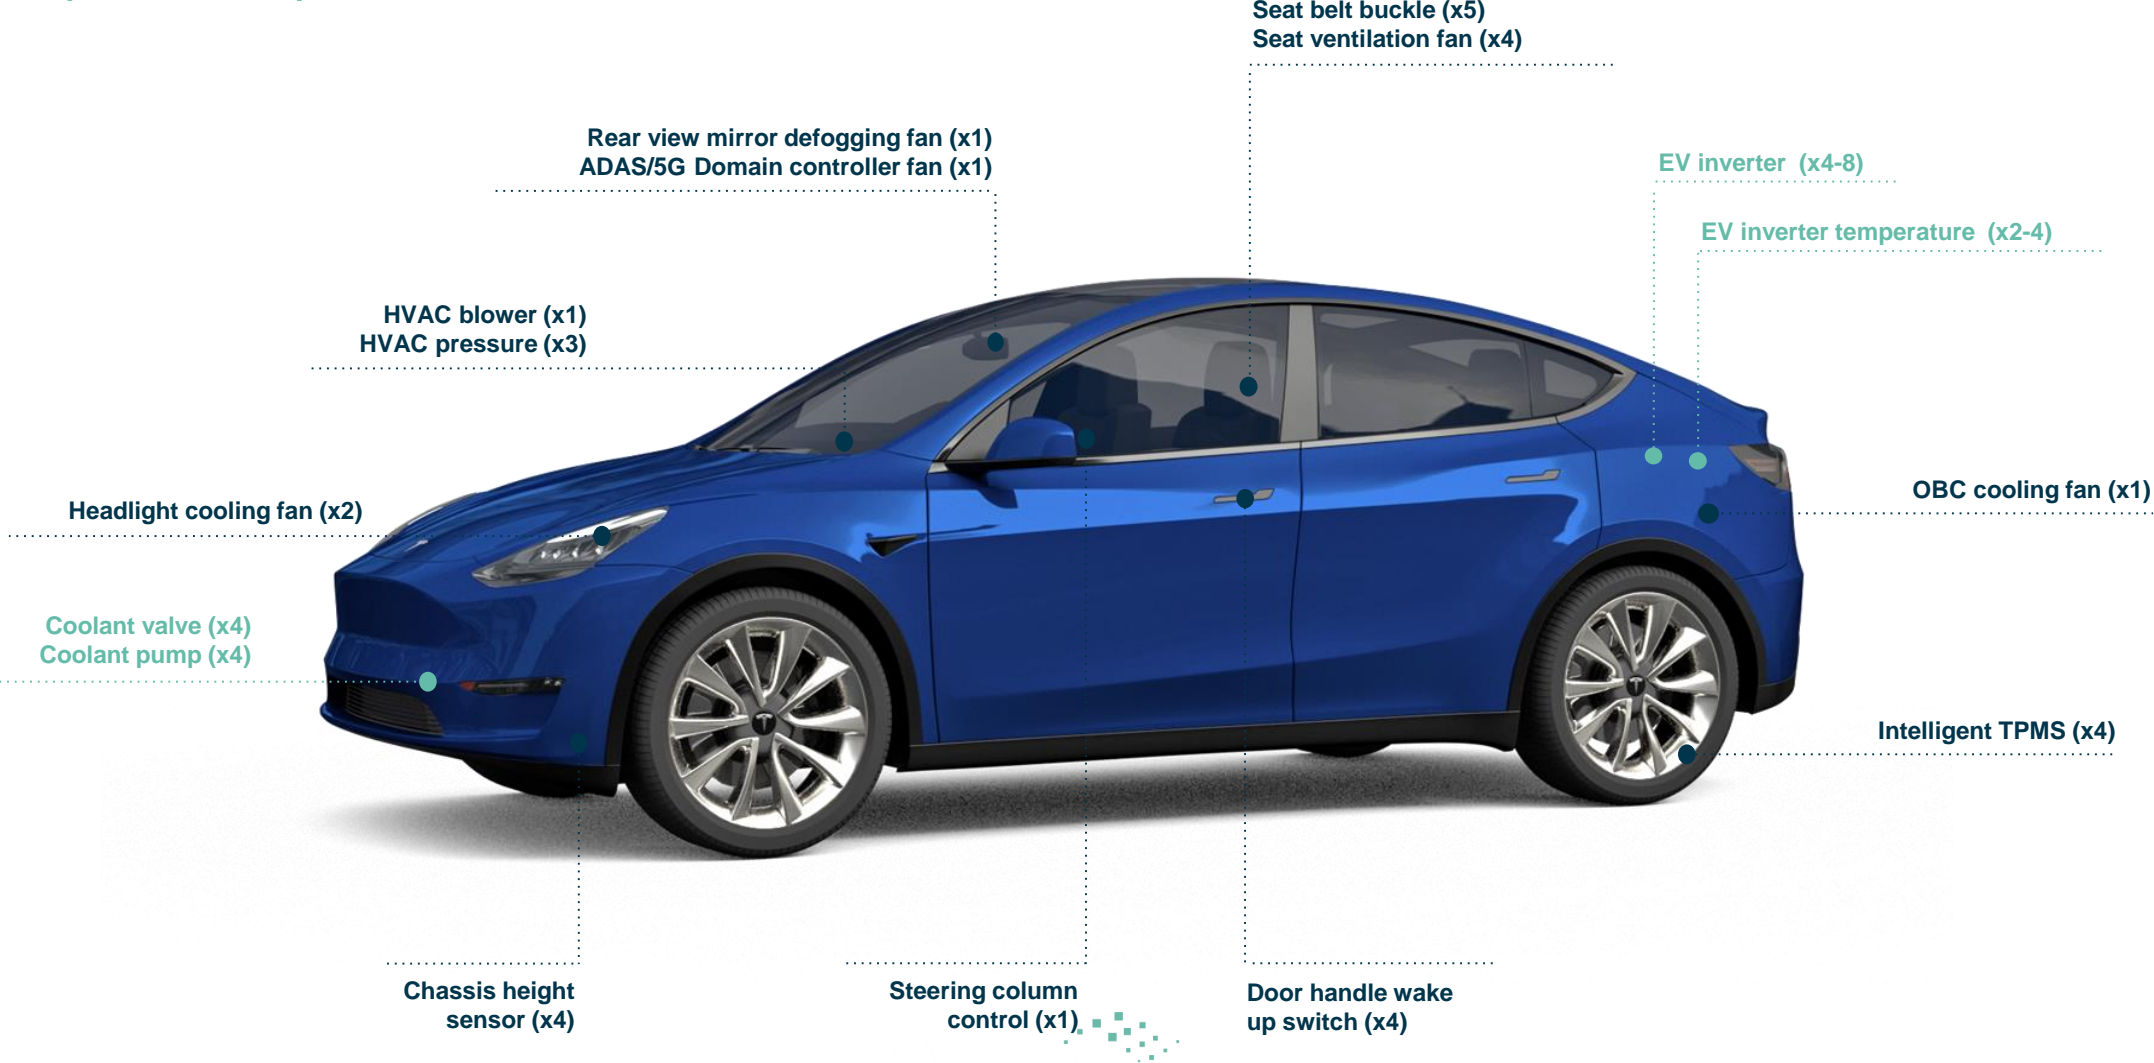 Seat belt buckle (x5)
Seat ventilation fan (x4)
Rear view mirror defogging fan (x1)
ADAS/5G Domain controller fan (x1)
EV inverter (x4-8)
EV inverter temperature (x2-4)
HVAC blower (x1)
HVAC pressure (x3)
Headlight cooling fan (x2)
OBC cooling fan (x1)
Coolant valve (x4)
Coolant pump (x4)
Intelligent TPMS (x4)
Chassis height
sensor (x4)
Steering column
control (x1)
Door handle wake
up switch (x4)